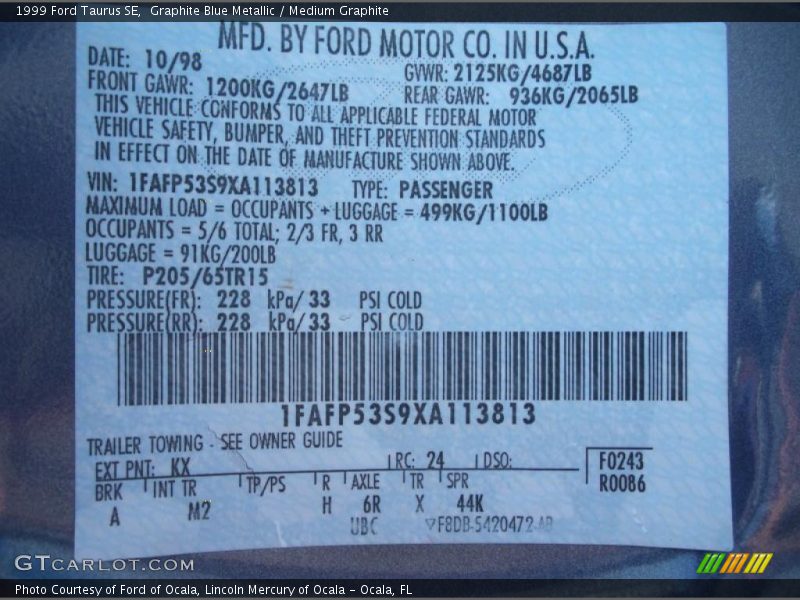 1999 Ford Taurus SE, Graphite Blue Metallic / Medium Graphite
MFD. BY FORD MOTOR CO. IN U.S.A.
DATE: 10/98 GVWR: 2125KG/4687LB
FRONT GAWR: 1200KG/2647LB REAR GAWR: 936KG/2065LB
THIS VEHICLE CONFORMS TO ALL APPLICABLE FEDERAL MOTOR
VEHICLE SAFETY, BUMPER, AND THEFT PREVENTION STANDARDS
IN EFFECT ON THE DATE OF MANUFACTURE SHOWN ABOVE.
VIN: 1FAFP53S9XA113813 TYPE: PASSENGER
MAXIMUM LOAD = OCCUPANTS + LUGGAGE = 499KG/1100LB
OCCUPANTS = 5/6 TOTAL; 2/3 FR, 3 RR
LUGGAGE = 91KG/200LB
TIRE: P205/65TR15
PRESSURE(FR): 228 kPa/ 33 PSI COLD
PRESSURE(RR): 228 kPa/ 33 PSI COLD
1FAFP53S9XA113813
TRAILER TOWING - SEE OWNER GUIDE
EXT PNT: KX RC: 24 DSO: F0243
BRK INT TR TP/PS R AXLE TR SPR R0086
A M2 H 6R X 44K
UBC F8DB-5420472-AB
GTCARLOT.COM
Photo Courtesy of Ford of Ocala, Lincoln Mercury of Ocala - Ocala, FL